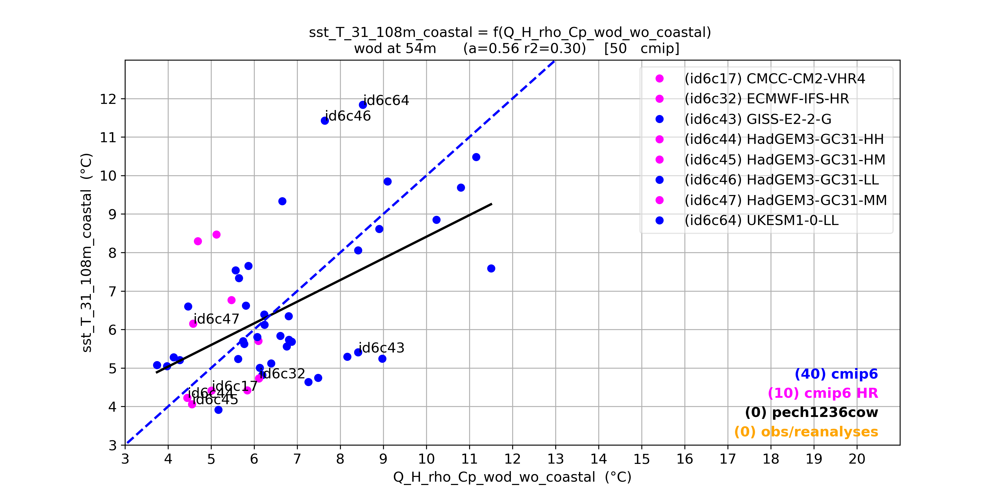 sst_T_31_108m_coastal = f(Q_H_rho_Cp_wod_wo_coastal)
wod at 54m (a=0.56 r2=0.30) [50 cmip]
sst_T_31_108m_coastal (°C)
12
11
10
9
8
7
6
5
4
3
id6c64
id6c46
id6c47
id6c43
id6c32
id6c17
id6c44
id6c45
(id6c17) CMCC-CM2-VHR4
(id6c32) ECMWF-IFS-HR
(id6c43) GISS-E2-2-G
(id6c44) HadGEM3-GC31-HH
(id6c45) HadGEM3-GC31-HM
(id6c46) HadGEM3-GC31-LL
(id6c47) HadGEM3-GC31-MM
(id6c64) UKESM1-0-LL
(40) cmip6
(10) cmip6 HR
(0) pech1236cow
(0) obs/reanalyses
3 4 5 6 7 8 9 10 11 12 13 14 15 16 17 18 19 20
Q_H_rho_Cp_wod_wo_coastal (°C)